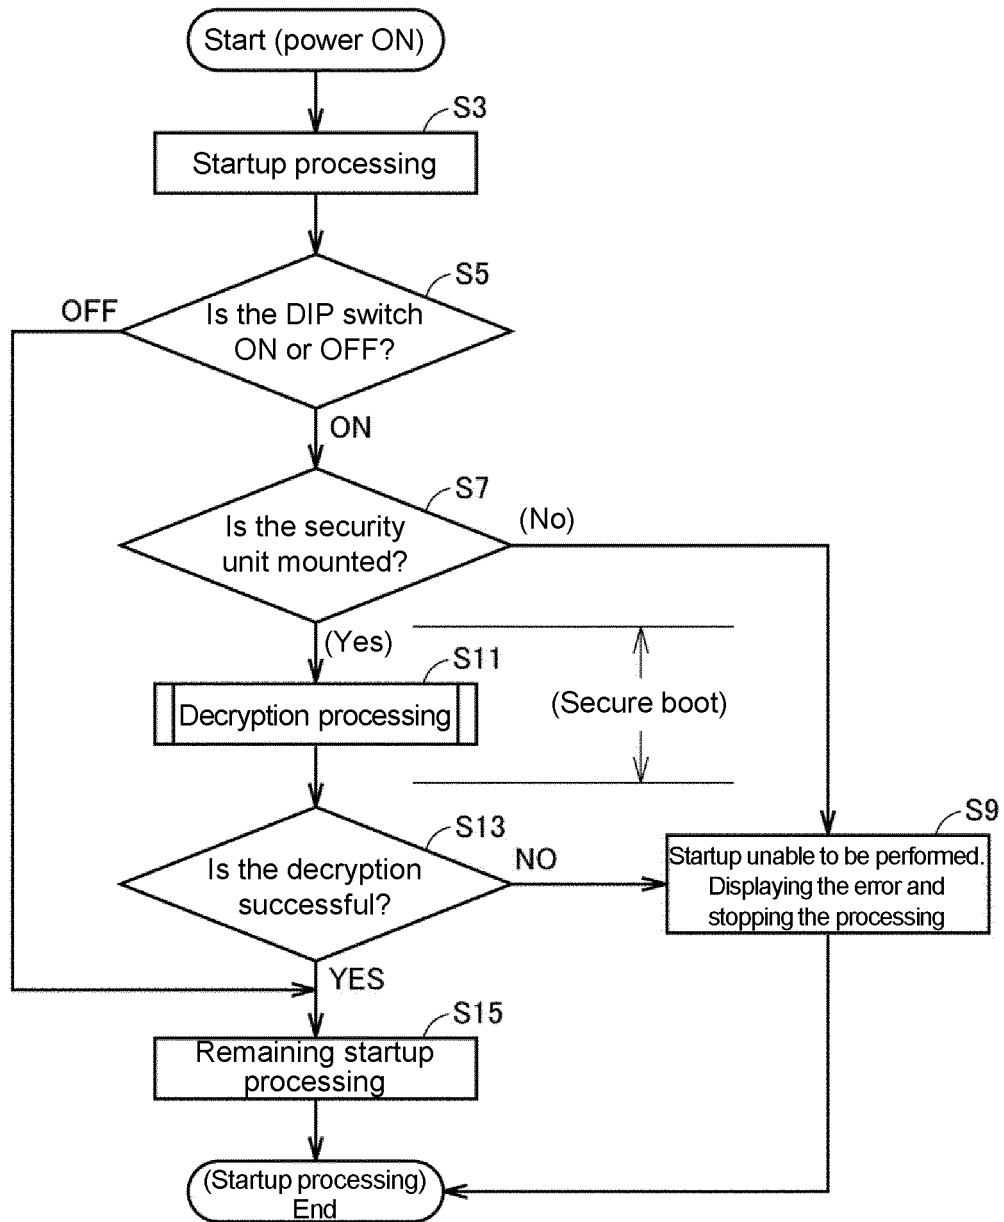 Start (power ON)
S3
Startup processing
S5
OFF
Is the DIP switch
ON or OFF?
ON
S7
(No)
Is the security
unit mounted?
(Yes)
S11
Decryption processing
(Secure boot)
S13
NO
Is the decryption
successful?
S9
Startup unable to be performed.
Displaying the error and
stopping the processing
YES
S15
Remaining startup
processing
(Startup processing)
End